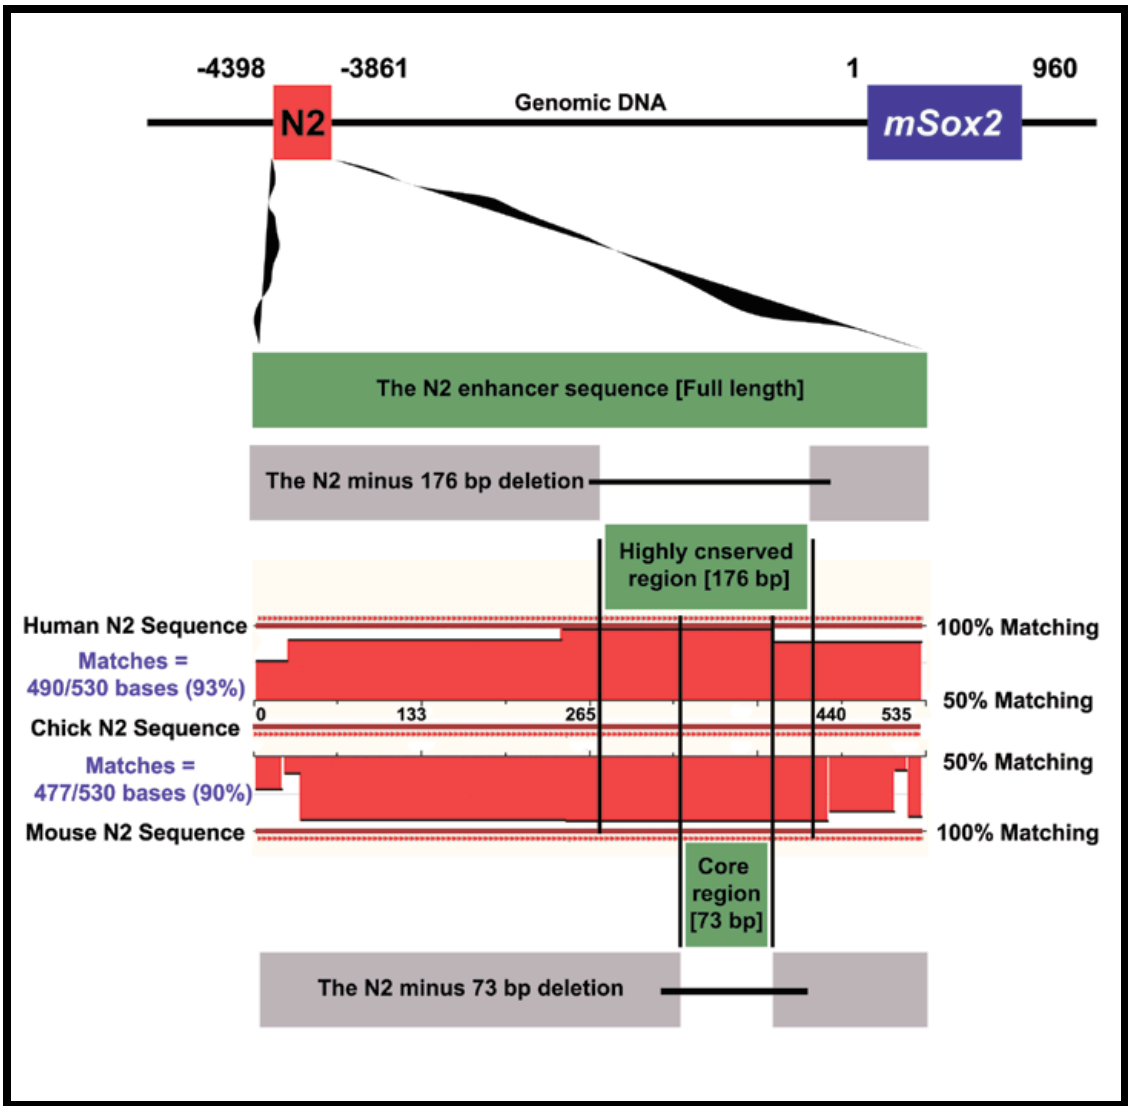 -4398
-3861
1
960
Genomic DNA
N2
mSox2
The N2 enhancer sequence [Full length]
The N2 minus 176 bp deletion
Highly cnserved
region [176 bp]
Human N2 Sequence
100% Matching
Matches =
490/530 bases (93%)
50% Matching
0
133
265
440
535
Chick N2 Sequence
Matches =
477/530 bases (90%)
50% Matching
Mouse N2 Sequence
100% Matching
Core
region
[73 bp]
The N2 minus 73 bp deletion